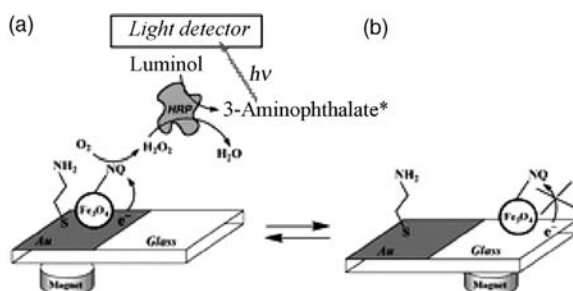 (a)
Light detector
(b)
Luminol
hν
HRP
3-Aminophthalate*
O2
H2O2
H2O
NH2
NQ
NH2
NQ
Fe3O4
Fe3O4
S
e−
S
e−
Au
Glass
Au
Glass
Magnet
Magnet